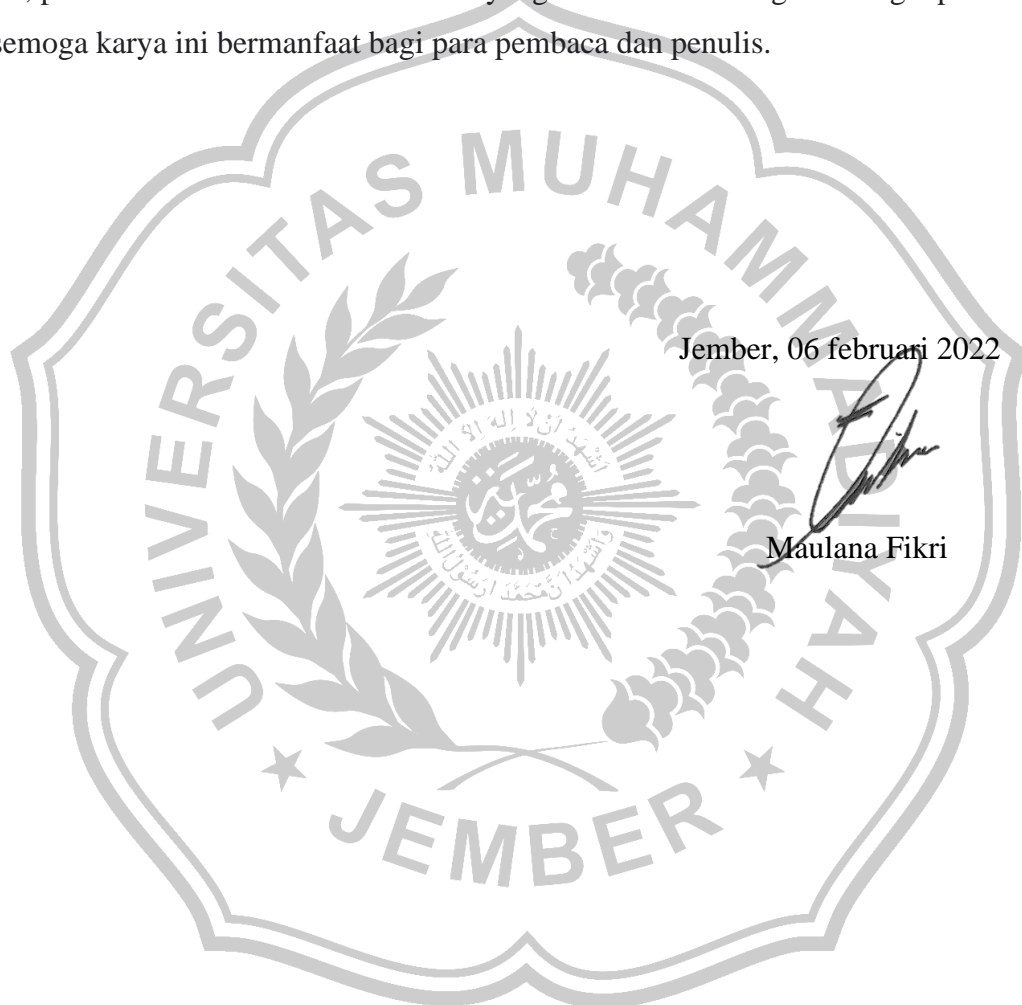 semoga karya ini bermanfaat bagi para pembaca dan penulis.
UNIVERSITAS MUHAMMADIYAH
JEMBER
Jember, 06 februari 2022
Maulana Fikri